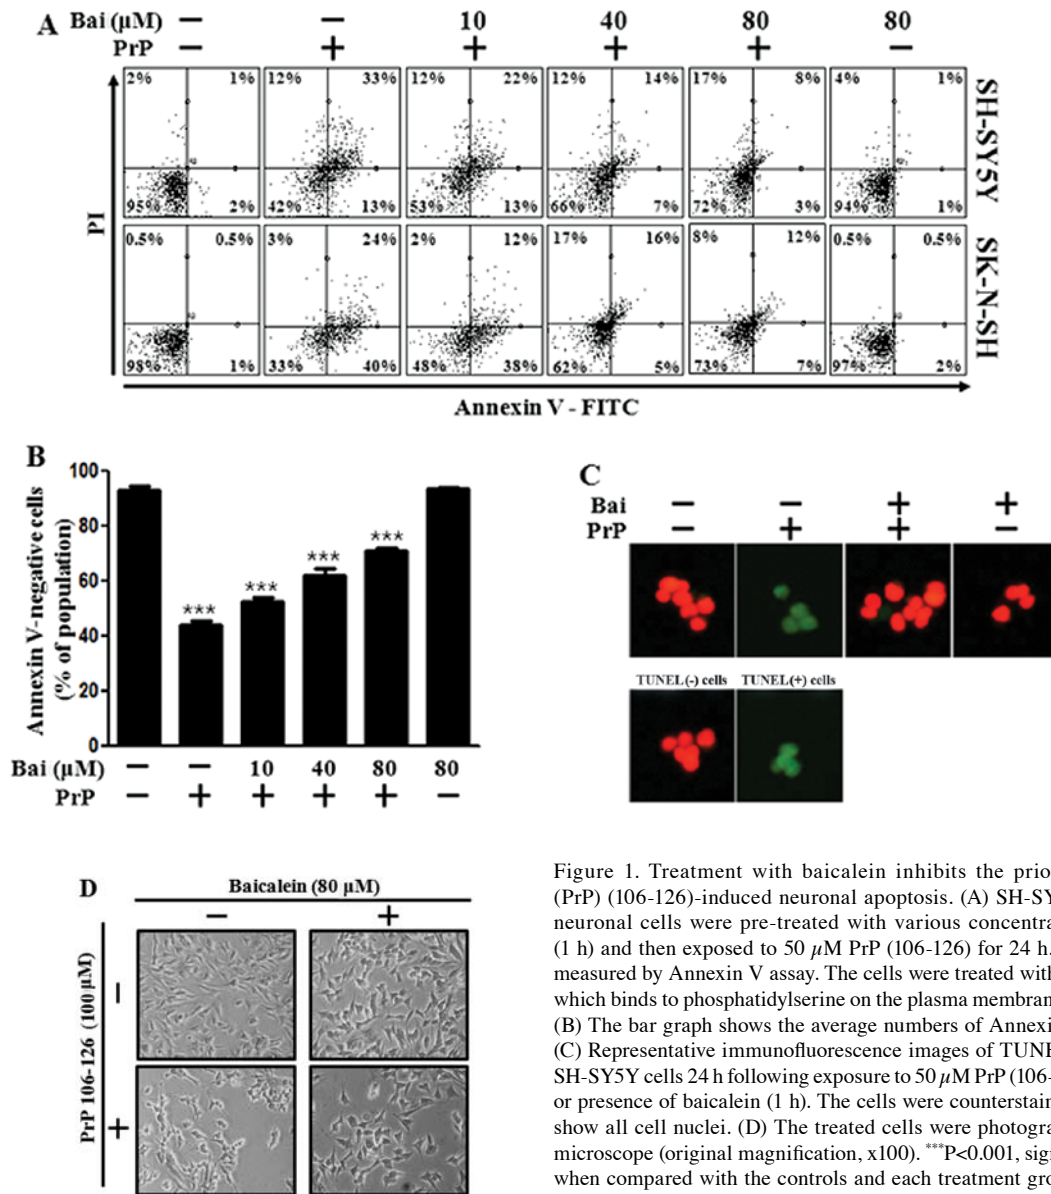 A
Bai (µM) − − 10 40 80 80
PrP − + + + + −
2% 1% 12% 33% 12% 22% 12% 14% 17% 8% 4% 1%
95% 2% 42% 13% 53% 13% 66% 7% 72% 3% 94% 1%
SH-SY5Y
0.5% 0.5% 3% 24% 2% 12% 17% 16% 8% 12% 0.5% 0.5%
98% 1% 33% 40% 48% 38% 62% 5% 73% 7% 97% 2%
SK-N-SH
PI
Annexin V - FITC
B
Annexin V-negative cells
(% of population)
100
80
60
40
20
0
*** *** *** ***
Bai (µM) − − 10 40 80 80
PrP − + + + + −
C
Bai − − + +
PrP − + + −
TUNEL(-) cells TUNEL(+) cells
D
Baicalein (80 µM)
− +
PrP 106-126 (100 µM)
−
+
Figure 1. Treatment with baicalein inhibits the prio
(PrP) (106-126)-induced neuronal apoptosis. (A) SH-SY
neuronal cells were pre-treated with various concentra
(1 h) and then exposed to 50 µM PrP (106-126) for 24 h.
measured by Annexin V assay. The cells were treated with
which binds to phosphatidylserine on the plasma membran
(B) The bar graph shows the average numbers of Annexi
(C) Representative immunofluorescence images of TUNE
SH-SY5Y cells 24 h following exposure to 50 µM PrP (106-
or presence of baicalein (1 h). The cells were counterstain
show all cell nuclei. (D) The treated cells were photogra
microscope (original magnification, x100). ***P<0.001, sig
when compared with the controls and each treatment gro